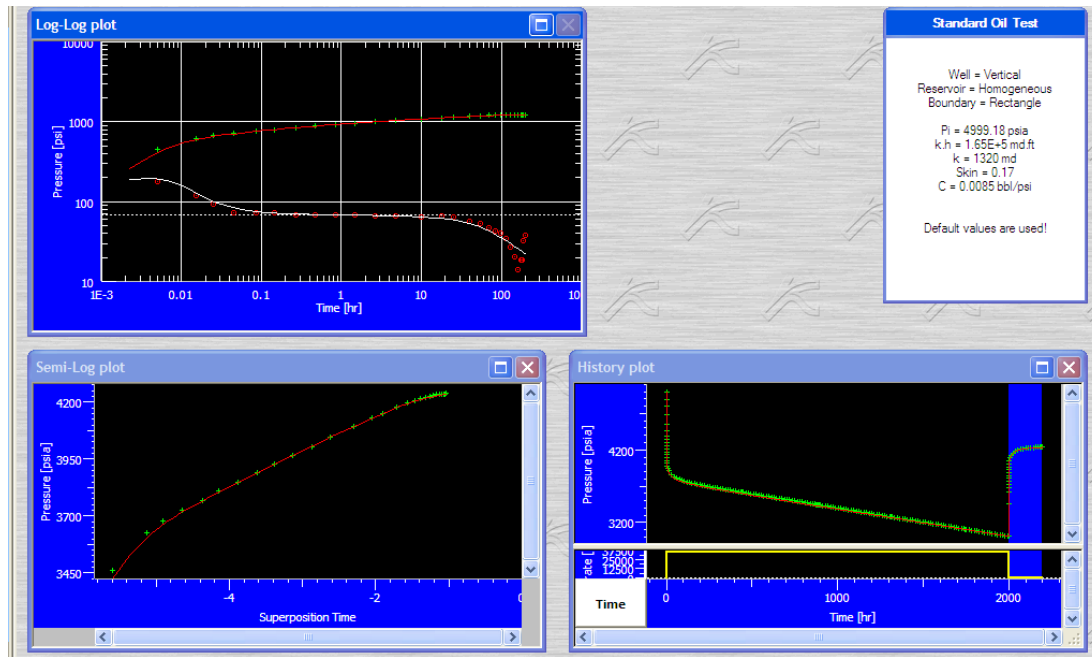 Log-Log plot
10000
1000
100
10
Pressure [psi]
1E-3
0.01
0.1
1
10
100
Time [hr]
Standard Oil Test
Well = Vertical
Reservoir = Homogeneous
Boundary = Rectangle
Pi = 4999.18 psia
k.h = 1.65E+5 md.ft
k = 1320 md
Skin = 0.17
C = 0.0085 bbl/psi
Default values are used!
Semi-Log plot
4200
3950
3700
3450
Pressure [psia]
-4
-2
Superposition Time
History plot
4200
3200
Pressure [psia]
37500
25000
12500
Time
0
1000
2000
Time [hr]